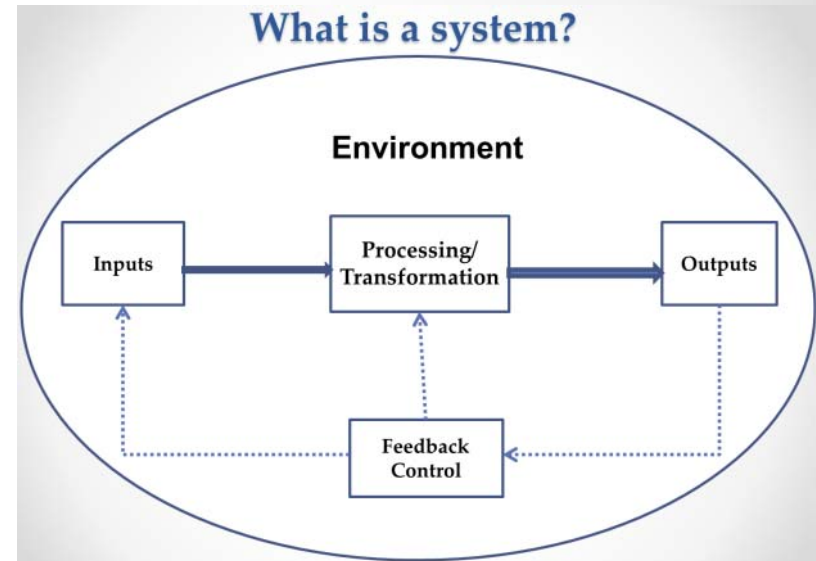 What is a system?
Environment
Inputs
Processing/
Transformation
Outputs
Feedback
Control